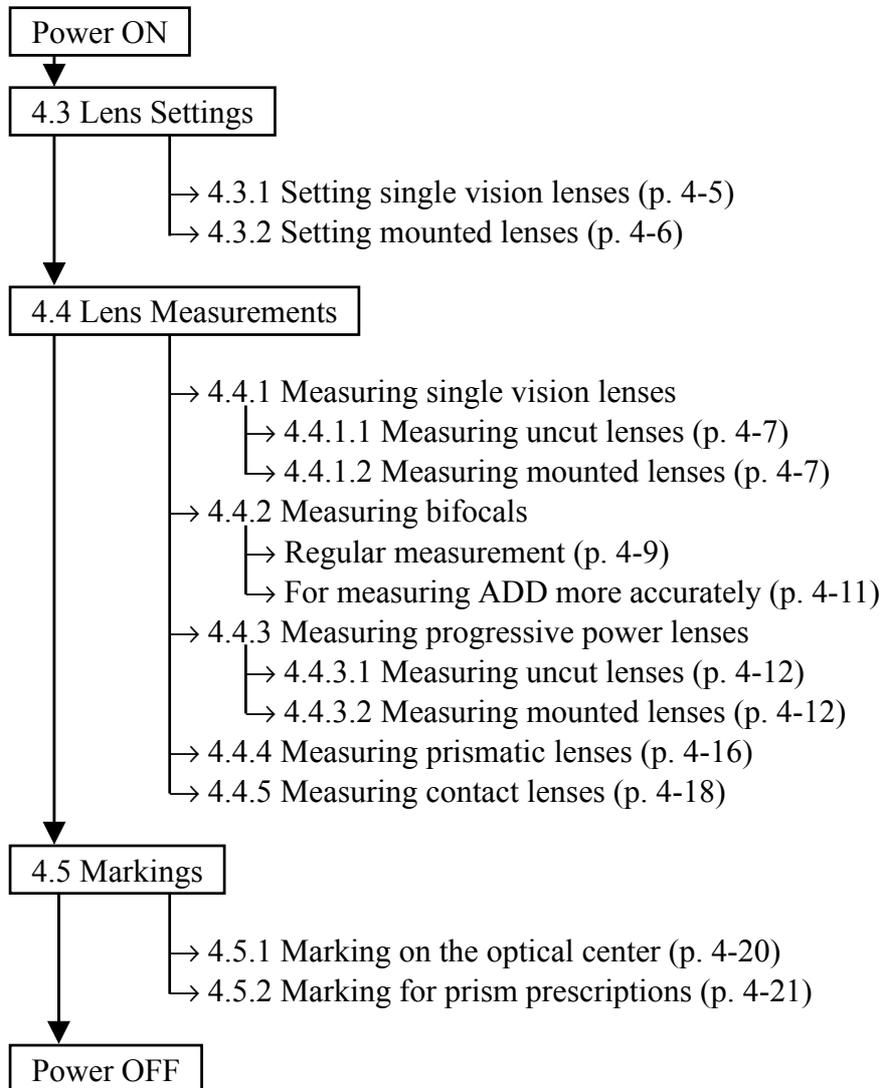 Power ON
4.3 Lens Settings
→ 4.3.1 Setting single vision lenses (p. 4-5)
→ 4.3.2 Setting mounted lenses (p. 4-6)
4.4 Lens Measurements
→ 4.4.1 Measuring single vision lenses
→ 4.4.1.1 Measuring uncut lenses (p. 4-7)
→ 4.4.1.2 Measuring mounted lenses (p. 4-7)
→ 4.4.2 Measuring bifocals
→ Regular measurement (p. 4-9)
→ For measuring ADD more accurately (p. 4-11)
→ 4.4.3 Measuring progressive power lenses
→ 4.4.3.1 Measuring uncut lenses (p. 4-12)
→ 4.4.3.2 Measuring mounted lenses (p. 4-12)
→ 4.4.4 Measuring prismatic lenses (p. 4-16)
→ 4.4.5 Measuring contact lenses (p. 4-18)
4.5 Markings
→ 4.5.1 Marking on the optical center (p. 4-20)
→ 4.5.2 Marking for prism prescriptions (p. 4-21)
Power OFF